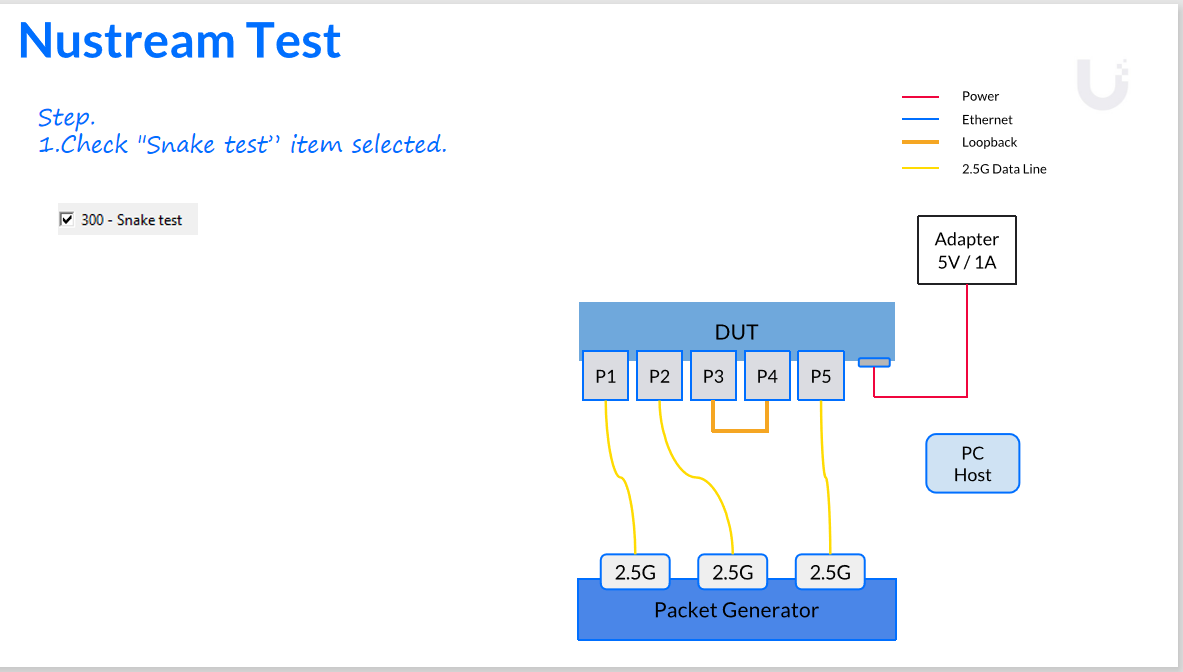 Nustream Test
Step.
1.Check "Snake test” item selected.
300 - Snake test
Power
Ethernet
Loopback
2.5G Data Line
Adapter
5V / 1A
DUT
P1 P2 P3 P4 P5
PC
Host
2.5G 2.5G 2.5G
Packet Generator